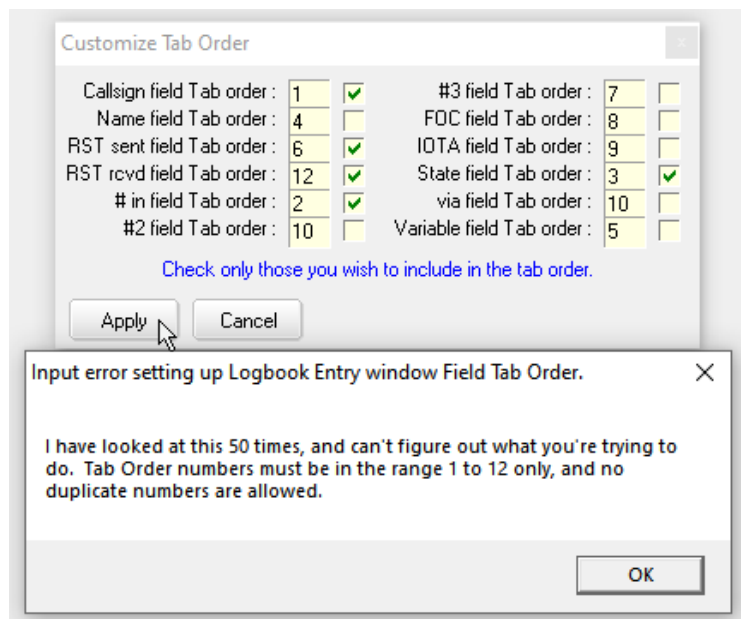 Customize Tab Order
x
Callsign field Tab order : 1
Name field Tab order : 4
RST sent field Tab order : 6
RST rcvd field Tab order : 12
# in field Tab order : 2
#2 field Tab order : 10
#3 field Tab order : 7
FOC field Tab order : 8
IOTA field Tab order : 9
State field Tab order : 3
via field Tab order : 10
Variable field Tab order : 5
Check only those you wish to include in the tab order.
Apply Cancel
Input error setting up Logbook Entry window Field Tab Order.
I have looked at this 50 times, and can't figure out what you're trying to
do. Tab Order numbers must be in the range 1 to 12 only, and no
duplicate numbers are allowed.
OK